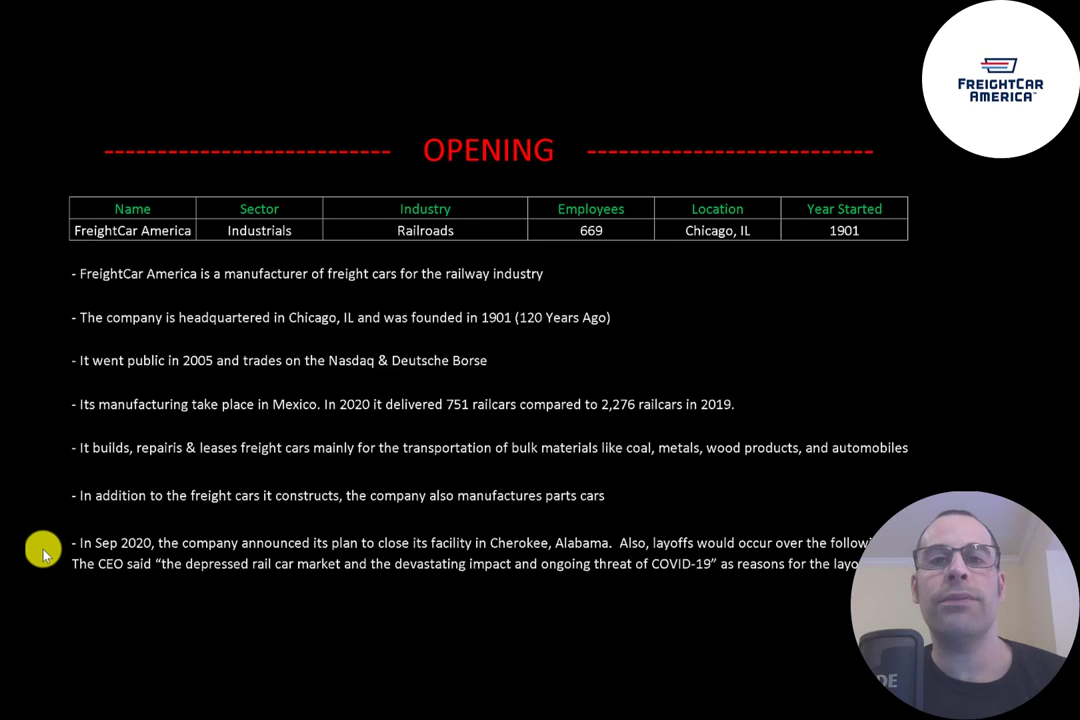 FREIGHTCAR
AMERICA™
-------------------------- OPENING --------------------------
Name Sector Industry Employees Location Year Started
FreightCar America Industrials Railroads 669 Chicago, IL 1901
- FreightCar America is a manufacturer of freight cars for the railway industry
- The company is headquartered in Chicago, IL and was founded in 1901 (120 Years Ago)
- It went public in 2005 and trades on the Nasdaq & Deutsche Borse
- Its manufacturing take place in Mexico. In 2020 it delivered 751 railcars compared to 2,276 railcars in 2019.
- It builds, repairis & leases freight cars mainly for the transportation of bulk materials like coal, metals, wood products, and automobiles
- In addition to the freight cars it constructs, the company also manufactures parts cars
- In Sep 2020, the company announced its plan to close its facility in Cherokee, Alabama. Also, layoffs would occur over the
The CEO said “the depressed rail car market and the devastating impact and ongoing threat of COVID-19” as reasons for the